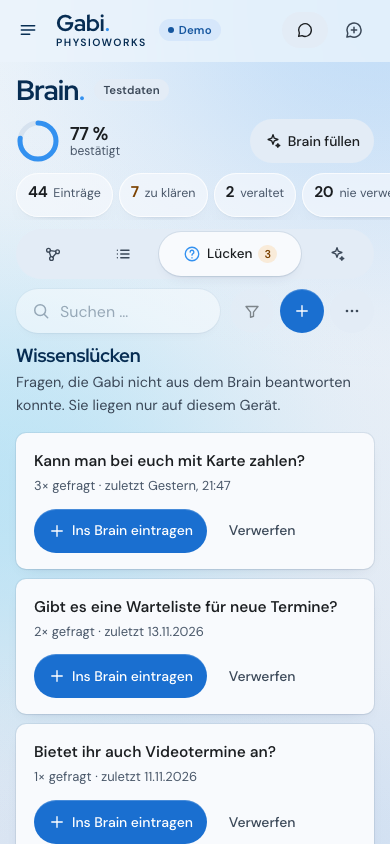 Gabi.
PHYSIOWORKS
Demo
Brain.
Testdaten
77 %
bestätigt
Brain füllen
44 Einträge
7 zu klären
2 veraltet
20 nie verwe
Lücken 3
Suchen ...
Wissenslücken
Fragen, die Gabi nicht aus dem Brain beantworten
konnte. Sie liegen nur auf diesem Gerät.
Kann man bei euch mit Karte zahlen?
3× gefragt · zuletzt Gestern, 21:47
Ins Brain eintragen
Verwerfen
Gibt es eine Warteliste für neue Termine?
2× gefragt · zuletzt 13.11.2026
Ins Brain eintragen
Verwerfen
Bietet ihr auch Videotermine an?
1× gefragt · zuletzt 11.11.2026
Ins Brain eintragen
Verwerfen